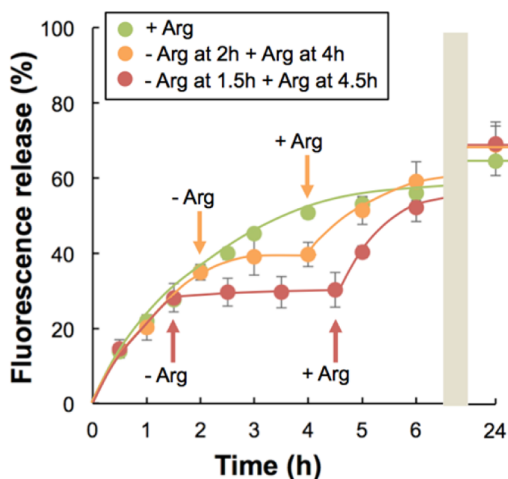 + Arg
- Arg at 2h + Arg at 4h
- Arg at 1.5h + Arg at 4.5h
Fluorescence release (%)
100
80
60
40
20
0
+ Arg
- Arg
- Arg
+ Arg
0 1 2 3 4 5 6 24
Time (h)